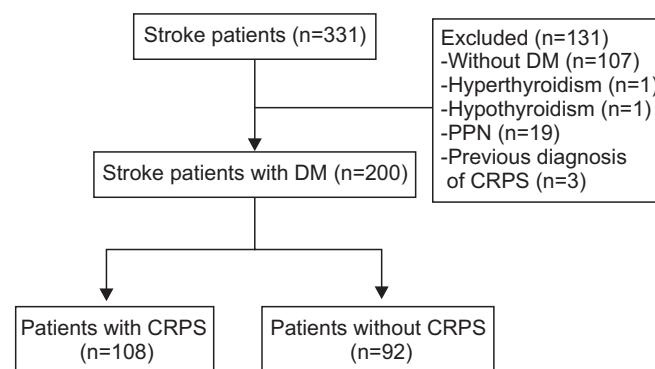 Stroke patients (n=331)
Excluded (n=131)
-Without DM (n=107)
-Hyperthyroidism (n=1)
-Hypothyroidism (n=1)
-PPN (n=19)
-Previous diagnosis
of CRPS (n=3)
Stroke patients with DM (n=200)
Patients with CRPS
(n=108)
Patients without CRPS
(n=92)